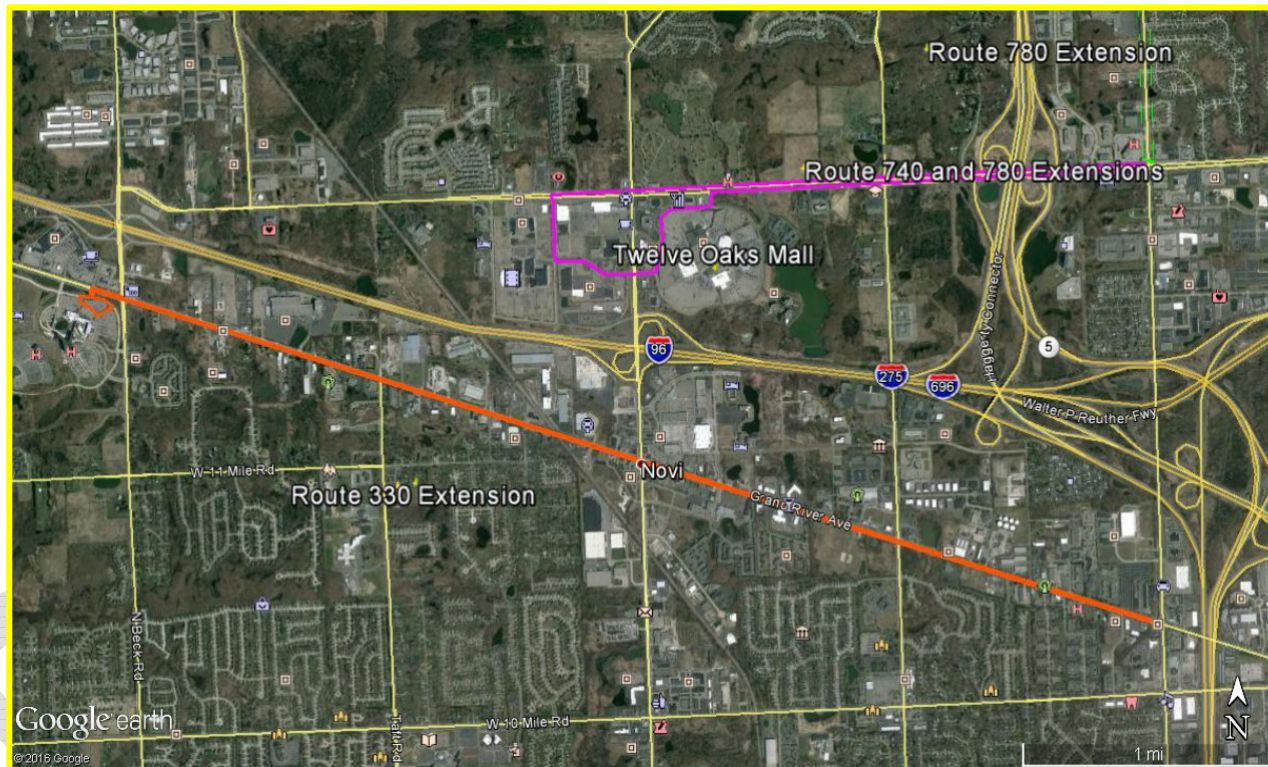 Route 780 Extension
Route 740 and 780 Extensions
Twelve Oaks Mall
Haggerty Connector
96
5
275
696
Walter P Reuther Fwy
W 11 Mile Rd
Novi
Route 330 Extension
Grand River Ave
N Beck Rd
Taft Rd
W 10 Mile Rd
Google earth
N
© 2016 Google
1 mi